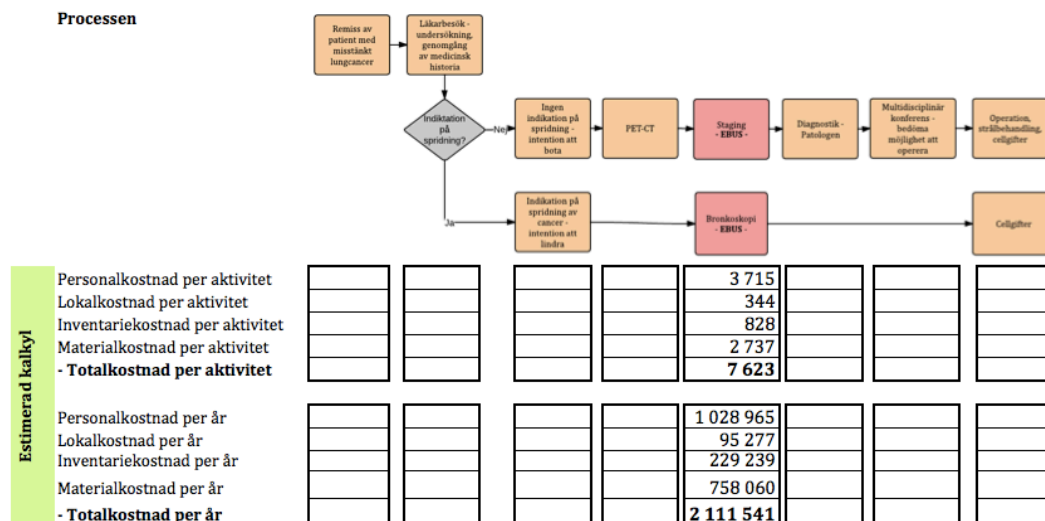 Processen
Remiss av
patient med
misstänkt
lungcancer
Läkarbesök -
undersökning,
genomgång
av medicinsk
historia
Indiktation
på
spridning?
Nej
Ingen
indikation på
spridning -
intention att
bota
PET-CT
Staging
- EBUS -
Diagnostik -
Patologen
Multidisciplinär
konferens -
bedöma
möjlighet att
operera
Operation,
strålbehandling,
cellgifter
Ja
Indikation på
spridning av
cancer -
intention att
lindra
Bronkoskopi
- EBUS -
Cellgifter
Estimerad kalkyl
Personalkostnad per aktivitet 3 715
Lokalkostnad per aktivitet 344
Inventariekostnad per aktivitet 828
Materialkostnad per aktivitet 2 737
- Totalkostnad per aktivitet 7 623
Personalkostnad per år 1 028 965
Lokalkostnad per år 95 277
Inventariekostnad per år 229 239
Materialkostnad per år 758 060
- Totalkostnad per år 2 111 541